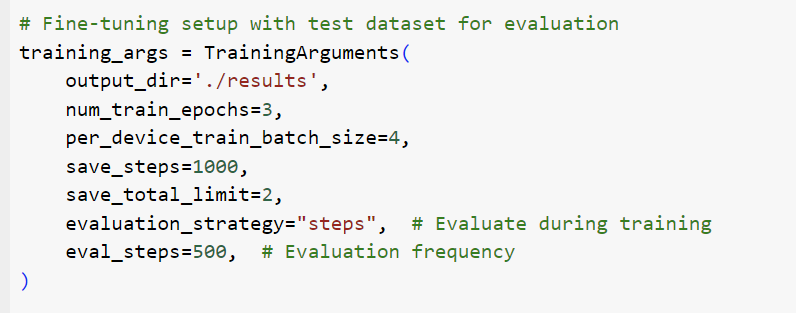 # Fine-tuning setup with test dataset for evaluation
training_args = TrainingArguments(
    output_dir='./results',
    num_train_epochs=3,
    per_device_train_batch_size=4,
    save_steps=1000,
    save_total_limit=2,
    evaluation_strategy="steps",  # Evaluate during training
    eval_steps=500,  # Evaluation frequency
)